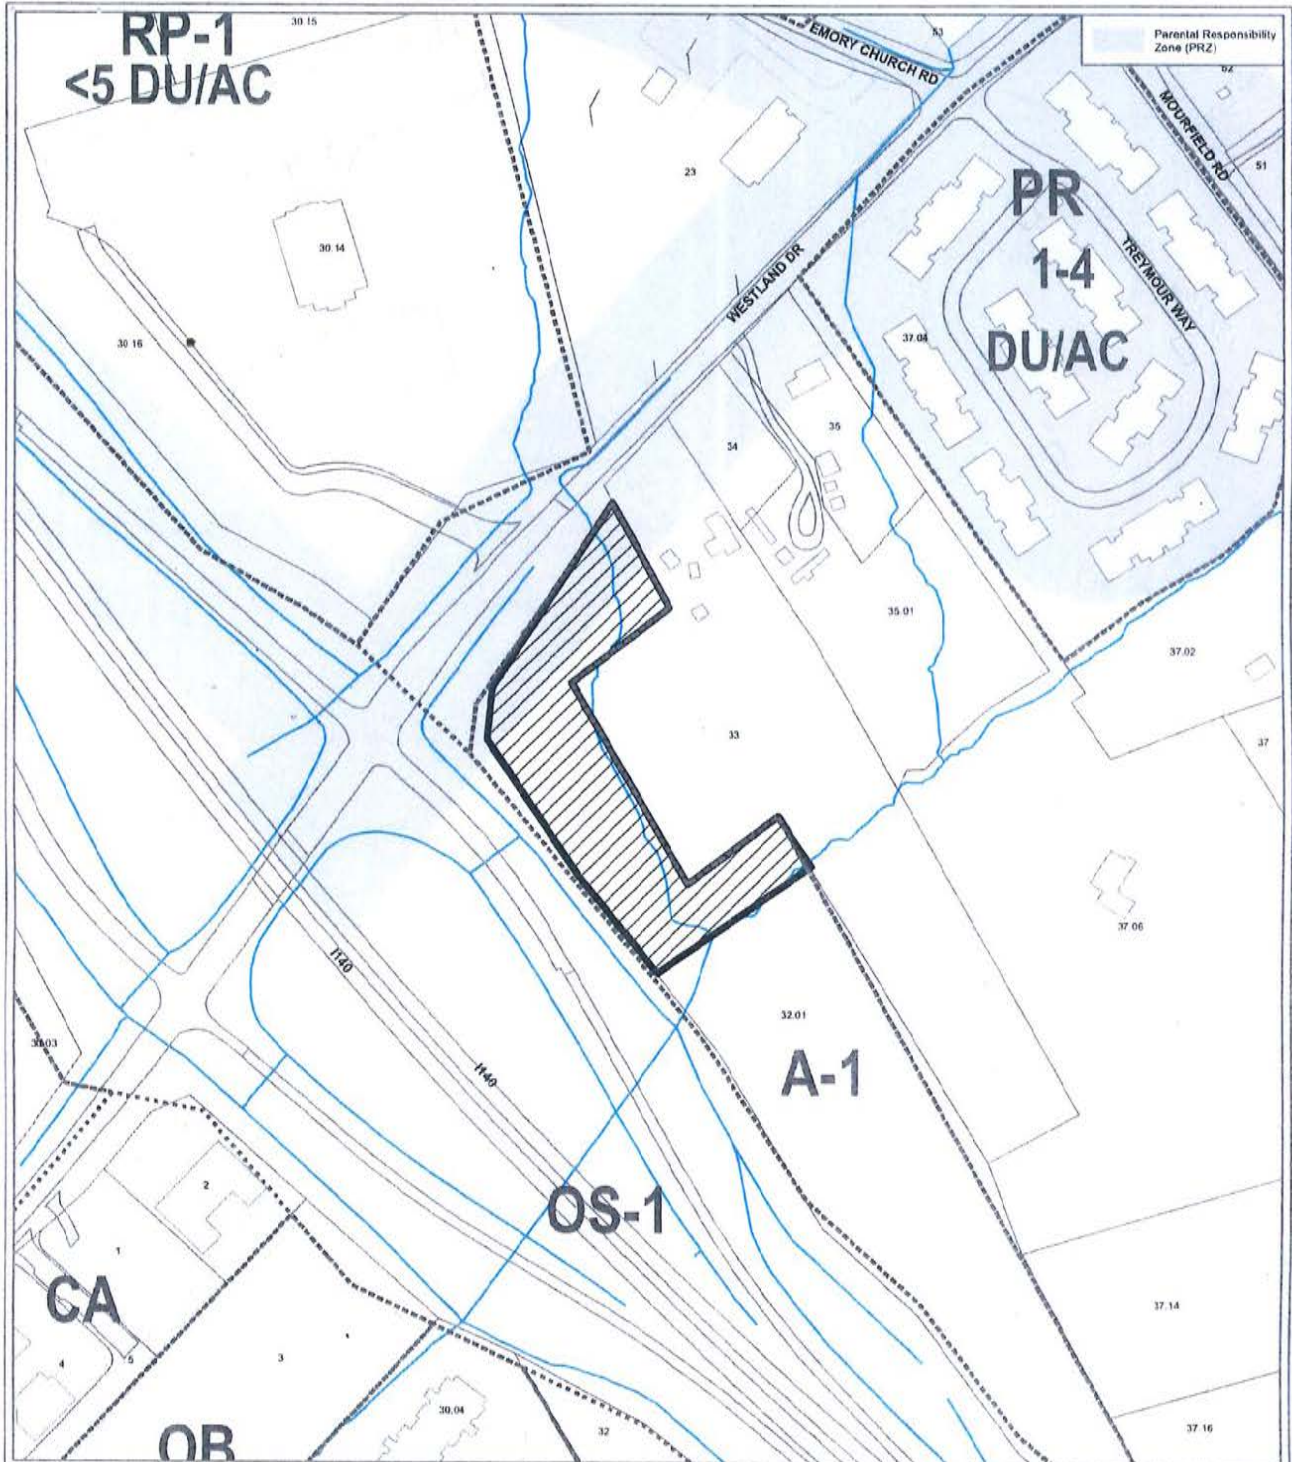 RP-1
<5 DU/AC
30.15
EMORY CHURCH RD
53
Parental Responsibility
Zone (PRZ)
52
MOURFIELD RD
51
23
PR
1-4
DU/AC
TREYMOUR WAY
30.14
WESTLAND DR
30.16
37.04
35
34
35.01
37.02
37
33
37.06
I140
32.01
A-1
I140
2
OS-1
1
CA
37.14
3
4
5
30.04
32
37.16
OB